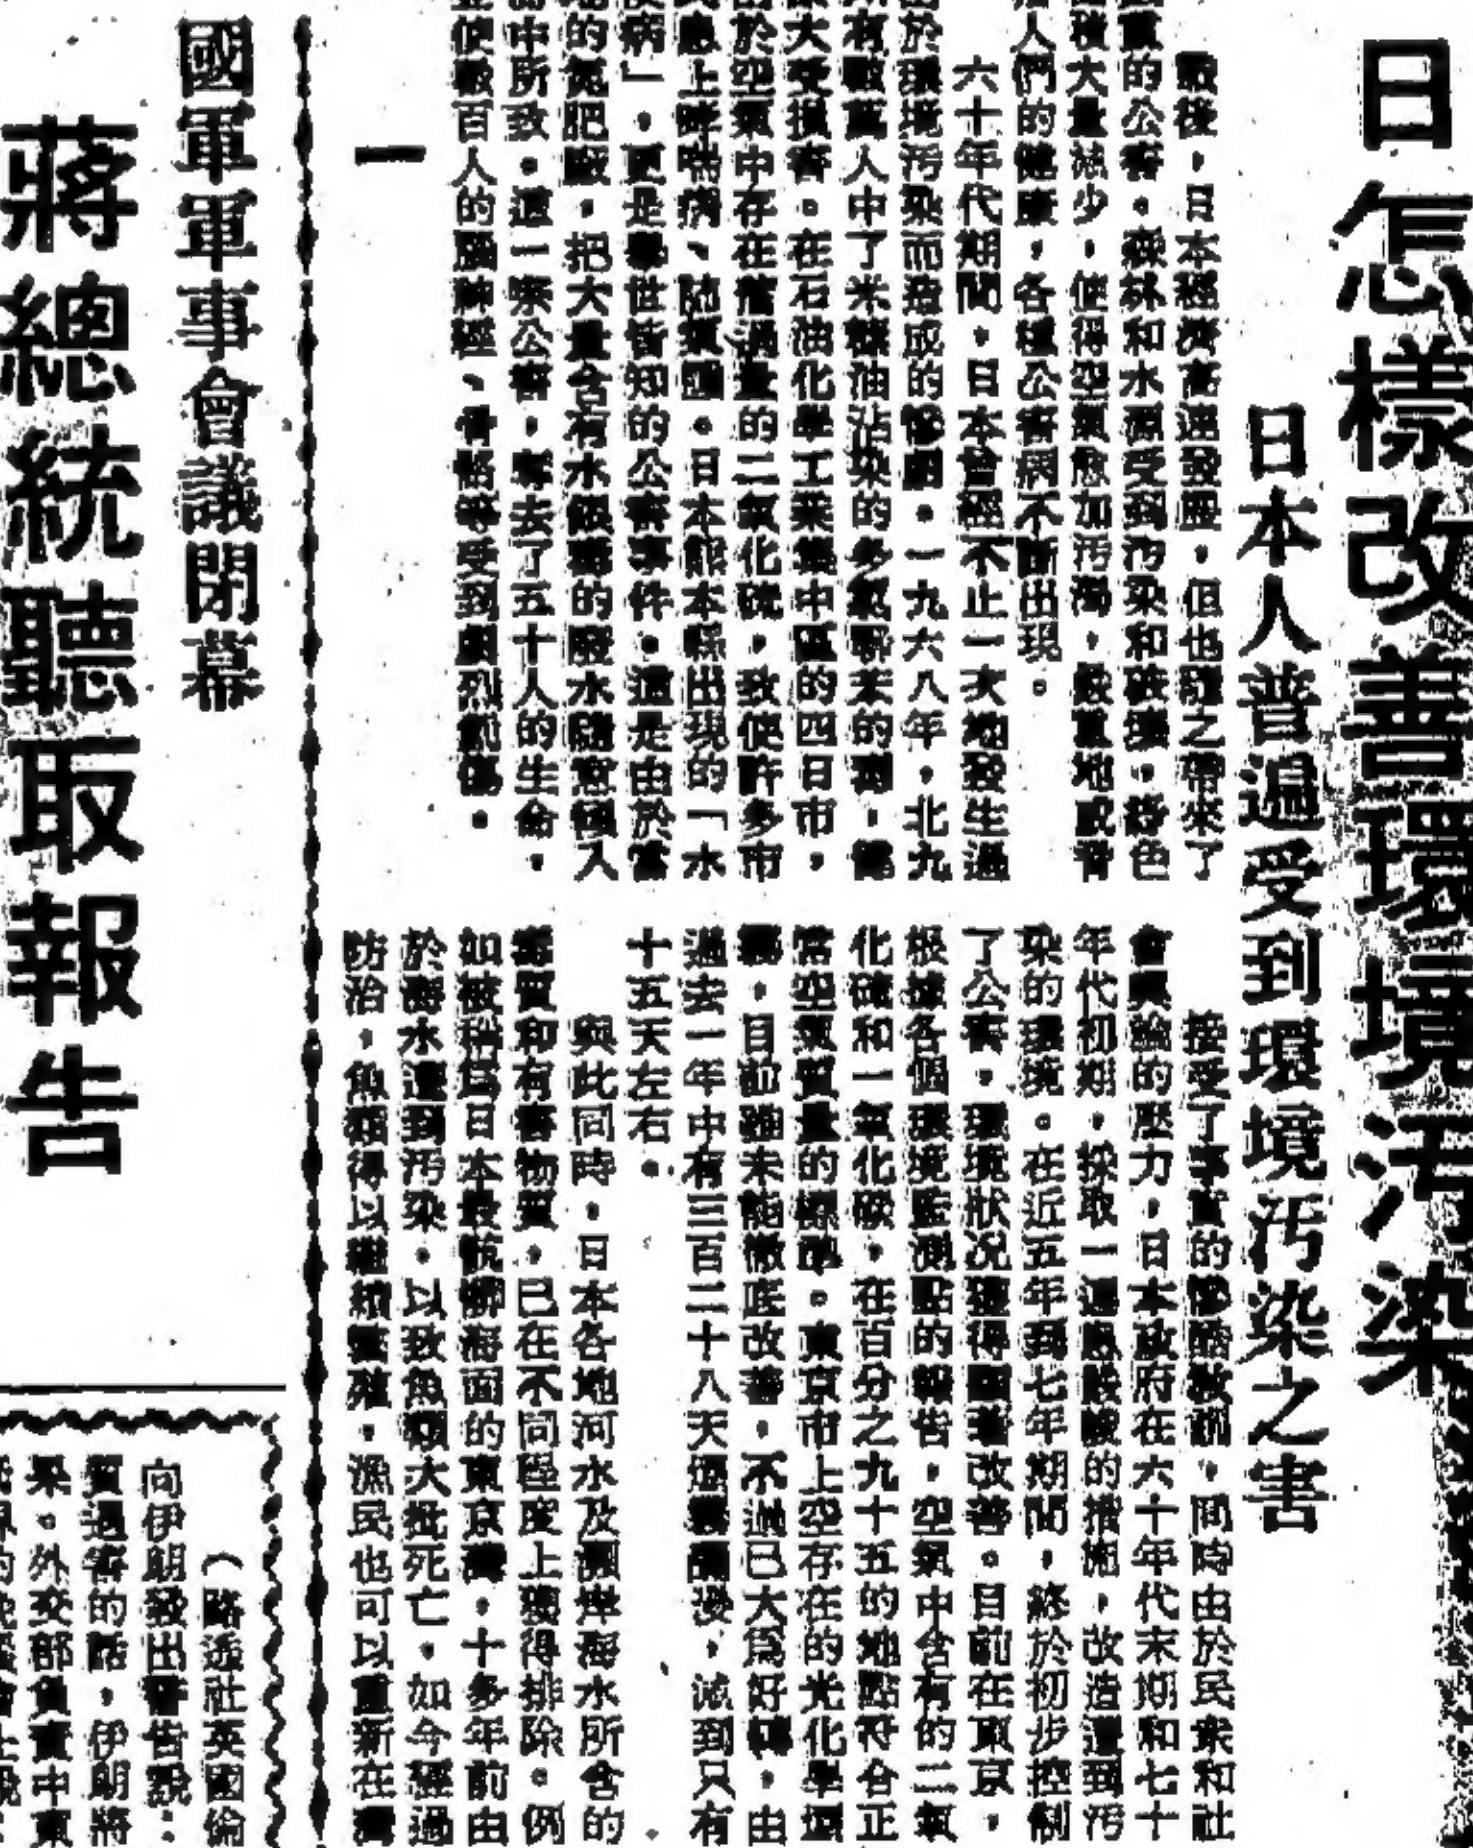 日怎樣改善環境污染
日本人普遍受到環境污染之害
戰後，日本經濟高速發展，但也隨之帶來了
重的公害。森林和水源受到污染和破壞，綠色
積大量減少，使得空氣愈加污濁，嚴重地威脅
人們的健康，各種公害病不斷出現。
六十年代期間，日本曾經不止一次地發生過
於環境污染而造成的慘劇。一九六八年，北九
有數萬人中了米糠油沾染的多氯聯苯的毒，健
大受損害。在石油化學工業集中區的四日市，
於空氣中存在着過量的二氧化硫，致使許多市
患上哮喘病、肺氣腫。日本熊本縣出現的「水
病」，更是舉世皆知的公害事件。這是由於當
的氮肥廠，把大量含有水銀毒的廢水隨意傾入
中所致。這一宗公害，奪去了五十人的生命，
使數百人的腦神經、骨骼等受到劇烈創傷。
一
接受了事實的慘酷教訓，同時由於民衆和社
會輿論的壓力，日本政府在六十年代末期和七十
年代初期，採取一連串的措施，改造遭到污
染的環境。在近五年到七年期間，終於初步控制
了公害，環境狀況獲得顯著改善。目前在東京，
根據各個環境監測點的報告，空氣中含有的二氧
化硫和一氧化碳，在百分之九十五的地點符合正
常空氣質量的標準。東京市上空存在的光化學煙
霧，目前雖未能徹底改善，不過已大爲好轉，由
過去一年中有三百二十八天煙霧瀰漫，減到只有
十五天左右。
與此同時，日本各地河水及沿岸海水所含的
毒質和有害物質，已在不同程度上獲得排除。例
如被稱爲日本最骯髒海面的東京灣，十多年前由
於海水遭到污染，以致魚類大批死亡，如今經過
防治，魚類得以繼續繁殖，漁民也可以重新在灣
國軍軍事會議閉幕
蔣總統聽取報告
（路透社英國倫
向伊朗發出警告說：
質過審的話，伊朗將
果。外交部負責中東